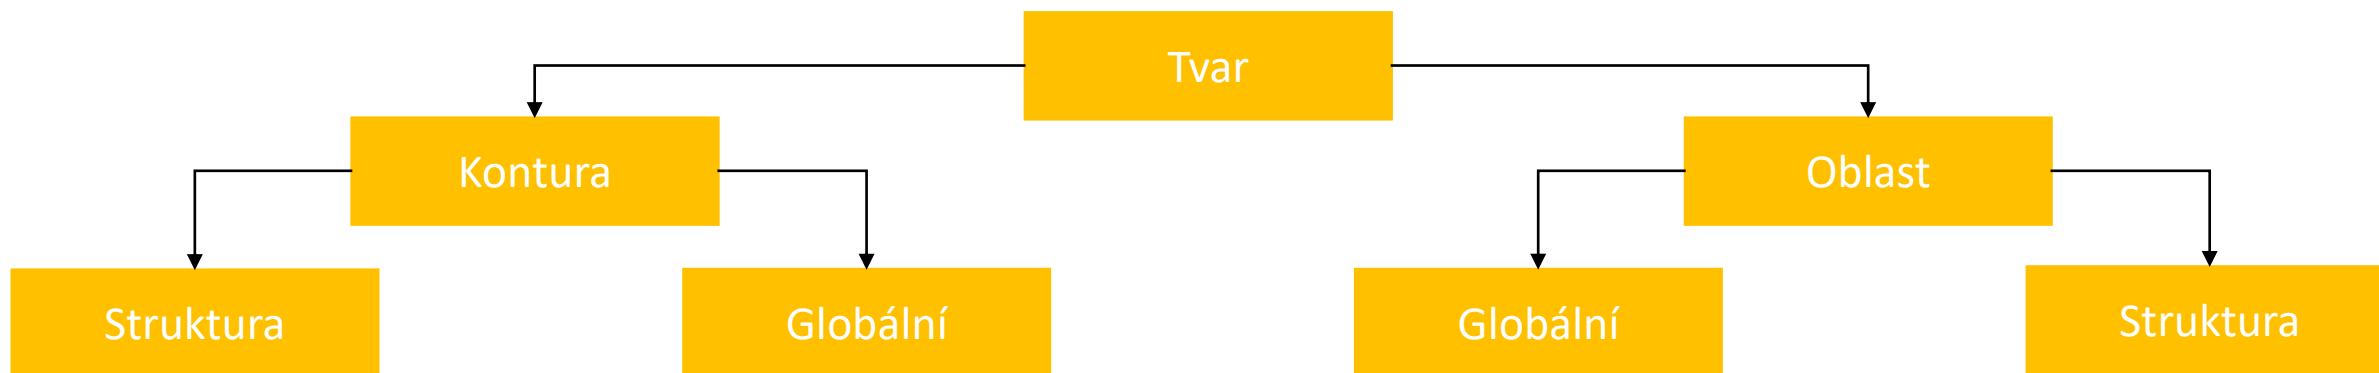 Tvar
Kontura
Oblast
Struktura
Globální
Globální
Struktura